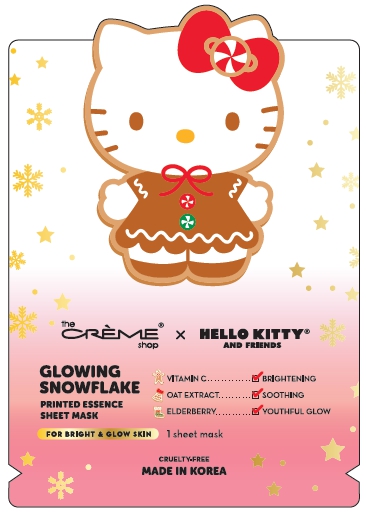 the
CRÈME®
shop
x
HELLO KITTY®
AND FRIENDS
GLOWING
SNOWFLAKE
PRINTED ESSENCE
SHEET MASK
VITAMIN C............ BRIGHTENING
OAT EXTRACT....... SOOTHING
ELDERBERRY........ YOUTHFUL GLOW
FOR BRIGHT & GLOW SKIN
1 sheet mask
CRUELTY-FREE
MADE IN KOREA